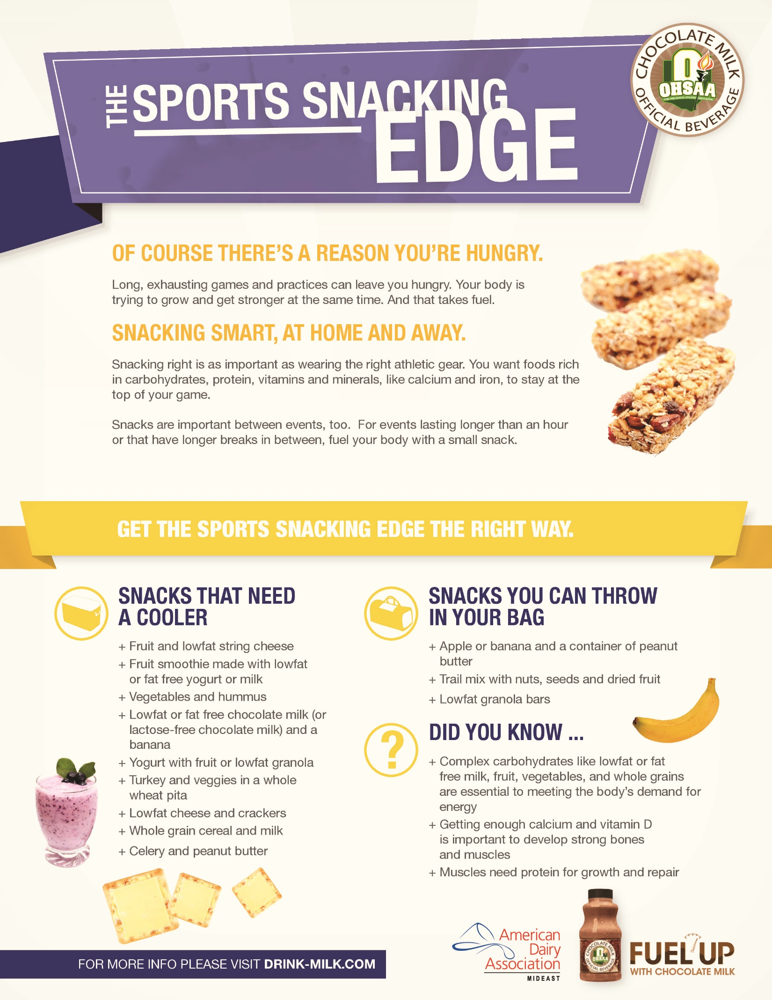 CHOCOLATE MILK
OHSAA
OHIO HIGH SCHOOL ATHLETIC ASSOCIATION
OFFICIAL BEVERAGE
THE SPORTS SNACKING
EDGE
OF COURSE THERE'S A REASON YOU'RE HUNGRY.
Long, exhausting games and practices can leave you hungry. Your body is
trying to grow and get stronger at the same time. And that takes fuel.
SNACKING SMART, AT HOME AND AWAY.
Snacking right is as important as wearing the right athletic gear. You want foods rich
in carbohydrates, protein, vitamins and minerals, like calcium and iron, to stay at the
top of your game.
Snacks are important between events, too. For events lasting longer than an hour
or that have longer breaks in between, fuel your body with a small snack.
GET THE SPORTS SNACKING EDGE THE RIGHT WAY.
SNACKS THAT NEED
A COOLER
+ Fruit and lowfat string cheese
+ Fruit smoothie made with lowfat
or fat free yogurt or milk
+ Vegetables and hummus
+ Lowfat or fat free chocolate milk (or
lactose-free chocolate milk) and a
banana
+ Yogurt with fruit or lowfat granola
+ Turkey and veggies in a whole
wheat pita
+ Lowfat cheese and crackers
+ Whole grain cereal and milk
+ Celery and peanut butter
SNACKS YOU CAN THROW
IN YOUR BAG
+ Apple or banana and a container of peanut
butter
+ Trail mix with nuts, seeds and dried fruit
+ Lowfat granola bars
?
DID YOU KNOW ...
+ Complex carbohydrates like lowfat or fat
free milk, fruit, vegetables, and whole grains
are essential to meeting the body's demand for
energy
+ Getting enough calcium and vitamin D
is important to develop strong bones
and muscles
+ Muscles need protein for growth and repair
FOR MORE INFO PLEASE VISIT DRINK-MILK.COM
American
Dairy
Association
MIDEAST
CHOCOLATE MILK
OHSAA
OFFICIAL BEVERAGE
FUEL UP
WITH CHOCOLATE MILK